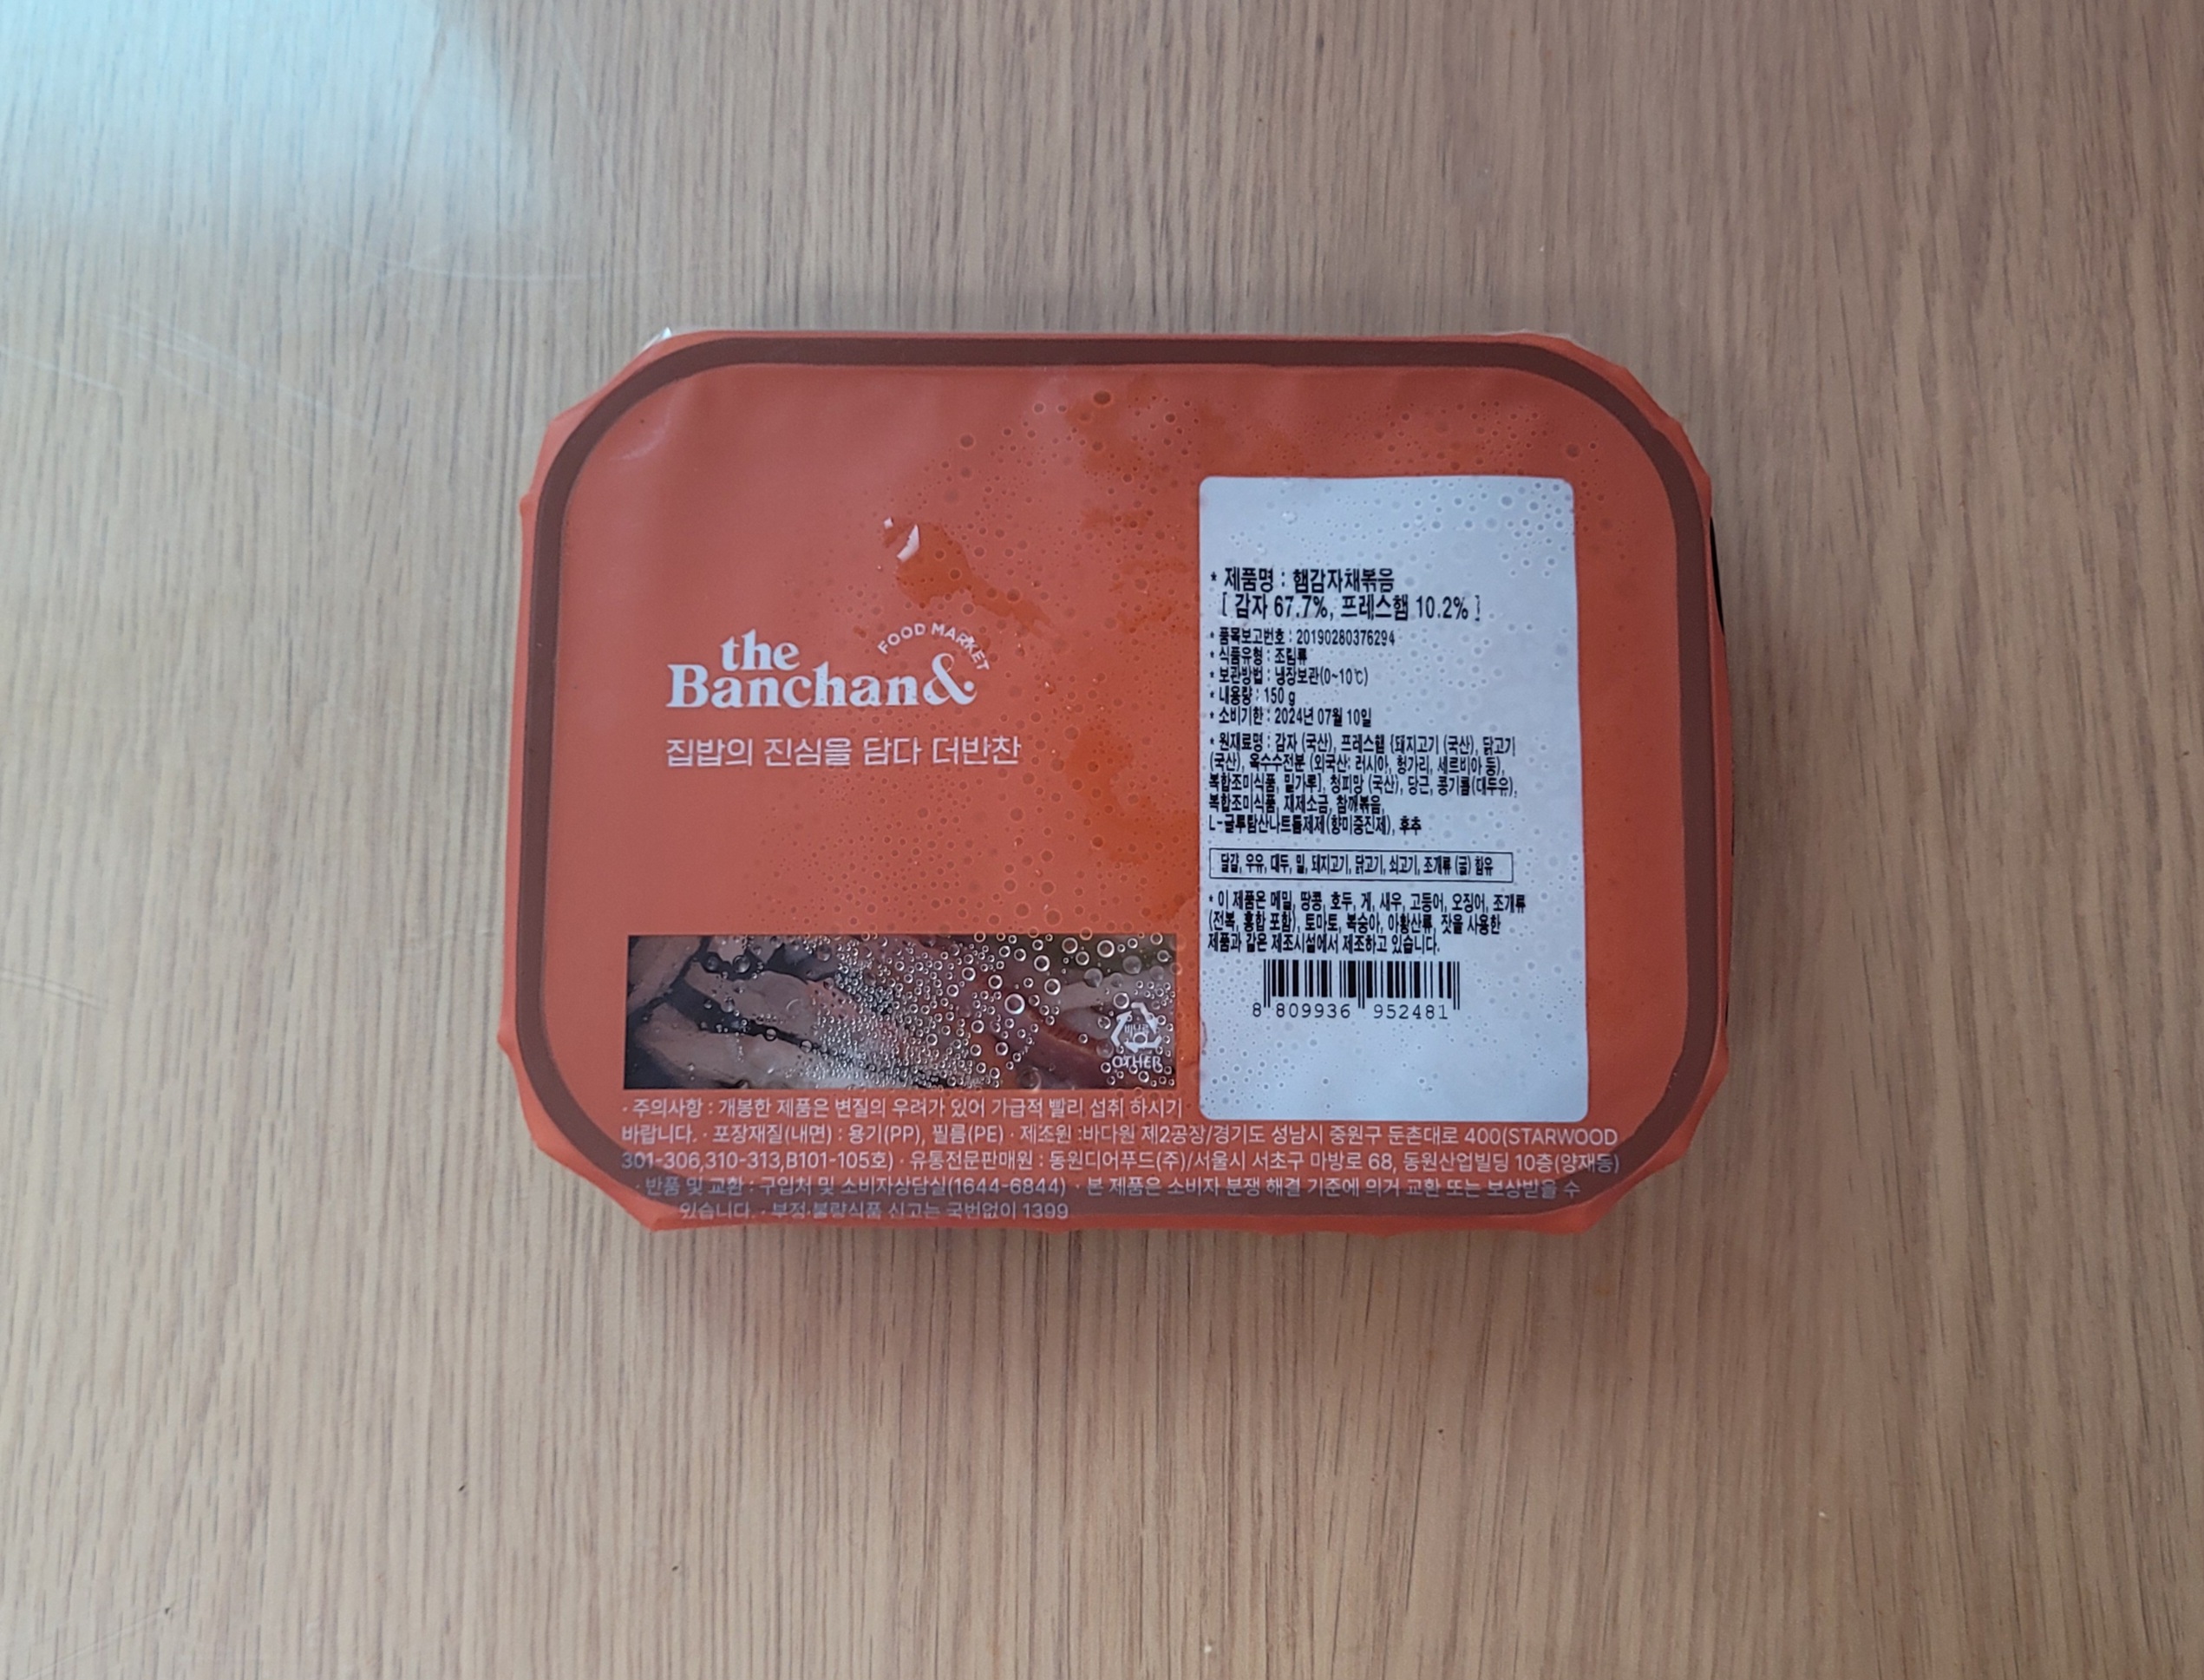 the
Banchan&
FOOD MARKET
집밥의 진심을 담다 더반찬
* 제품명 : 햄감자채볶음
[ 감자 67.7%, 프레스햄 10.2% ]
* 품목보고번호 : 20190280376294
* 식품유형 : 조림류
* 보관방법 : 냉장보관(0~10℃)
* 내용량 : 150 g
* 소비기한 : 2024년 07월 10일
* 원재료명 : 감자 (국산), 프레스햄 {돼지고기 (국산), 닭고기
(국산), 옥수수전분 (외국산: 러시아, 헝가리, 세르비아 등),
복합조미식품, 밀가루], 청피망 (국산), 당근, 콩기름(대두유),
복합조미식품, 재제소금, 참깨볶음,
L-글루탐산나트륨제제(향미증진제), 후추
달걀, 우유, 대두, 밀, 돼지고기, 닭고기, 쇠고기, 조개류 (굴) 함유
* 이 제품은 메밀, 땅콩, 호두, 게, 새우, 고등어, 오징어, 조개류
(전복, 홍합 포함), 토마토, 복숭아, 아황산류, 잣을 사용한
제품과 같은 제조시설에서 제조하고 있습니다.
8 809936 952481
비닐류
OTHER
· 주의사항 : 개봉한 제품은 변질의 우려가 있어 가급적 빨리 섭취 하시기
바랍니다. · 포장재질(내면) : 용기(PP), 필름(PE) · 제조원 :바다원 제2공장/경기도 성남시 중원구 둔촌대로 400(STARWOOD
301-306,310-313,B101-105호) · 유통전문판매원 : 동원디어푸드(주)/서울시 서초구 마방로 68, 동원산업빌딩 10층(양재동)
· 반품 및 교환 : 구입처 및 소비자상담실(1644-6844) · 본 제품은 소비자 분쟁 해결 기준에 의거 교환 또는 보상받을 수
있습니다. · 부정·불량식품 신고는 국번없이 1399